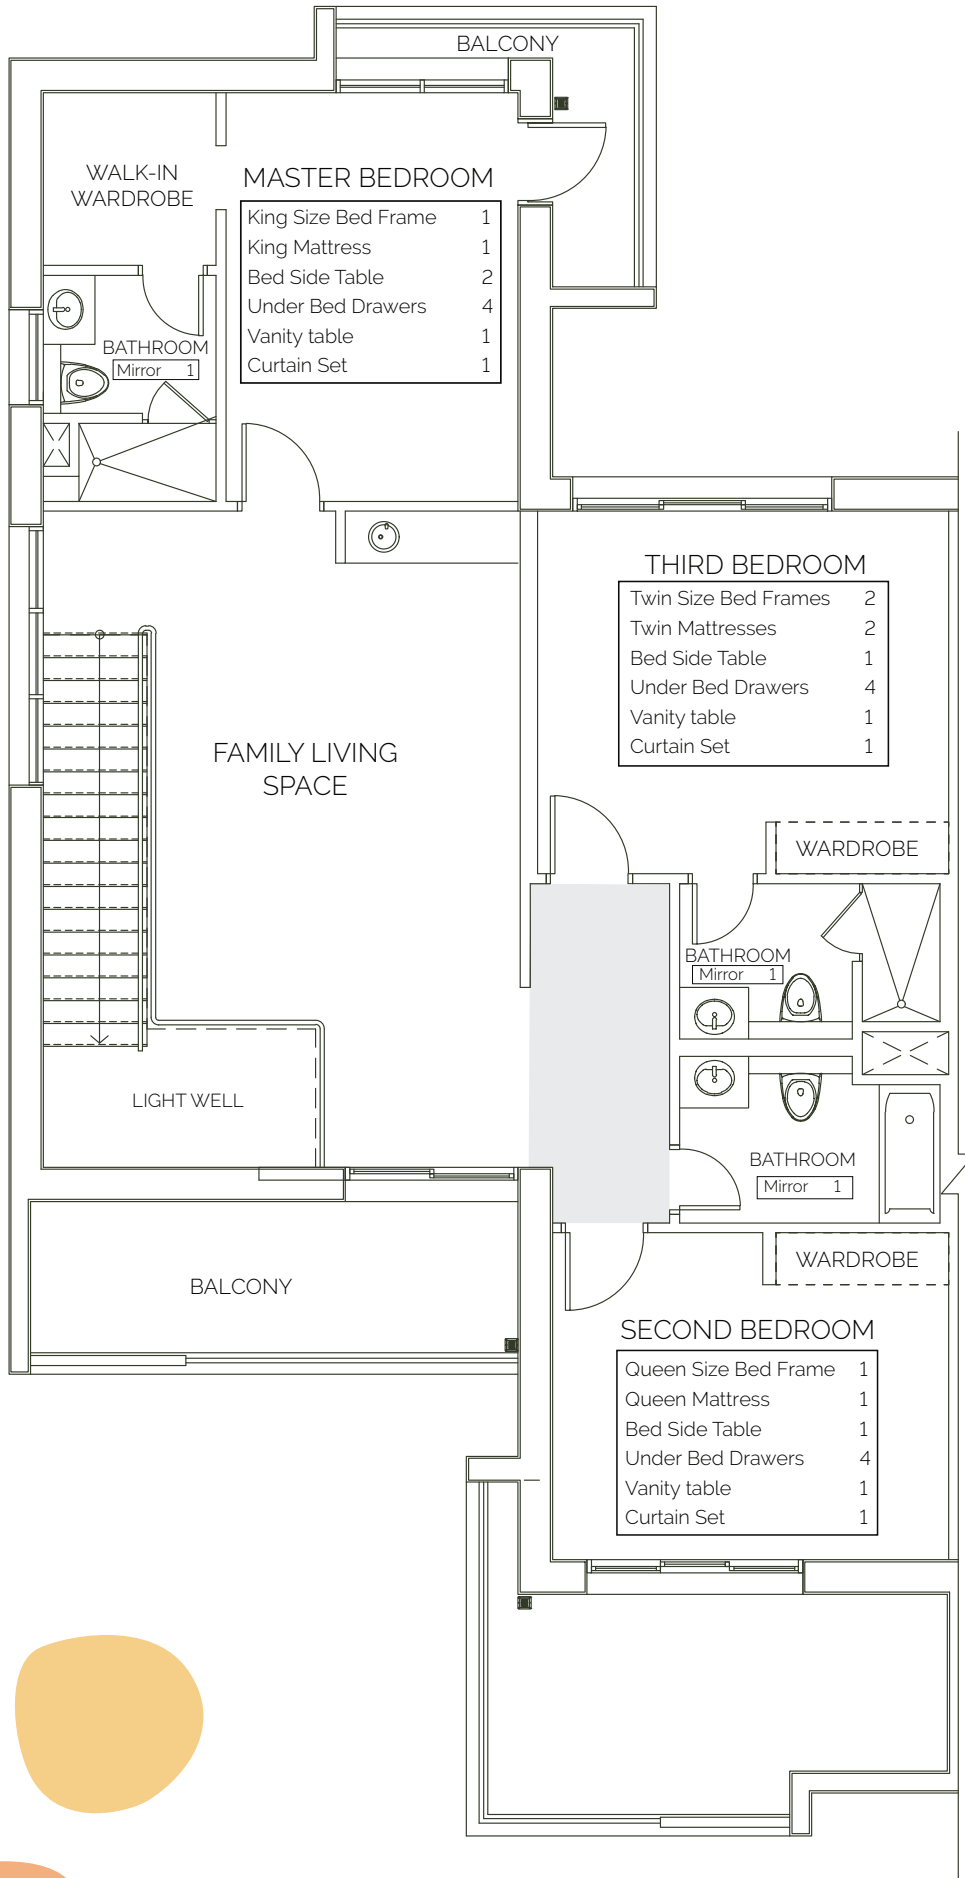 BALCONY
WALK-IN
WARDROBE
MASTER BEDROOM
King Size Bed Frame 1
King Mattress 1
Bed Side Table 2
Under Bed Drawers 4
Vanity table 1
Curtain Set 1
BATHROOM
Mirror 1
THIRD BEDROOM
Twin Size Bed Frames 2
Twin Mattresses 2
Bed Side Table 1
Under Bed Drawers 4
Vanity table 1
Curtain Set 1
FAMILY LIVING
SPACE
WARDROBE
BATHROOM
Mirror 1
LIGHT WELL
BATHROOM
Mirror 1
WARDROBE
BALCONY
SECOND BEDROOM
Queen Size Bed Frame 1
Queen Mattress 1
Bed Side Table 1
Under Bed Drawers 4
Vanity table 1
Curtain Set 1